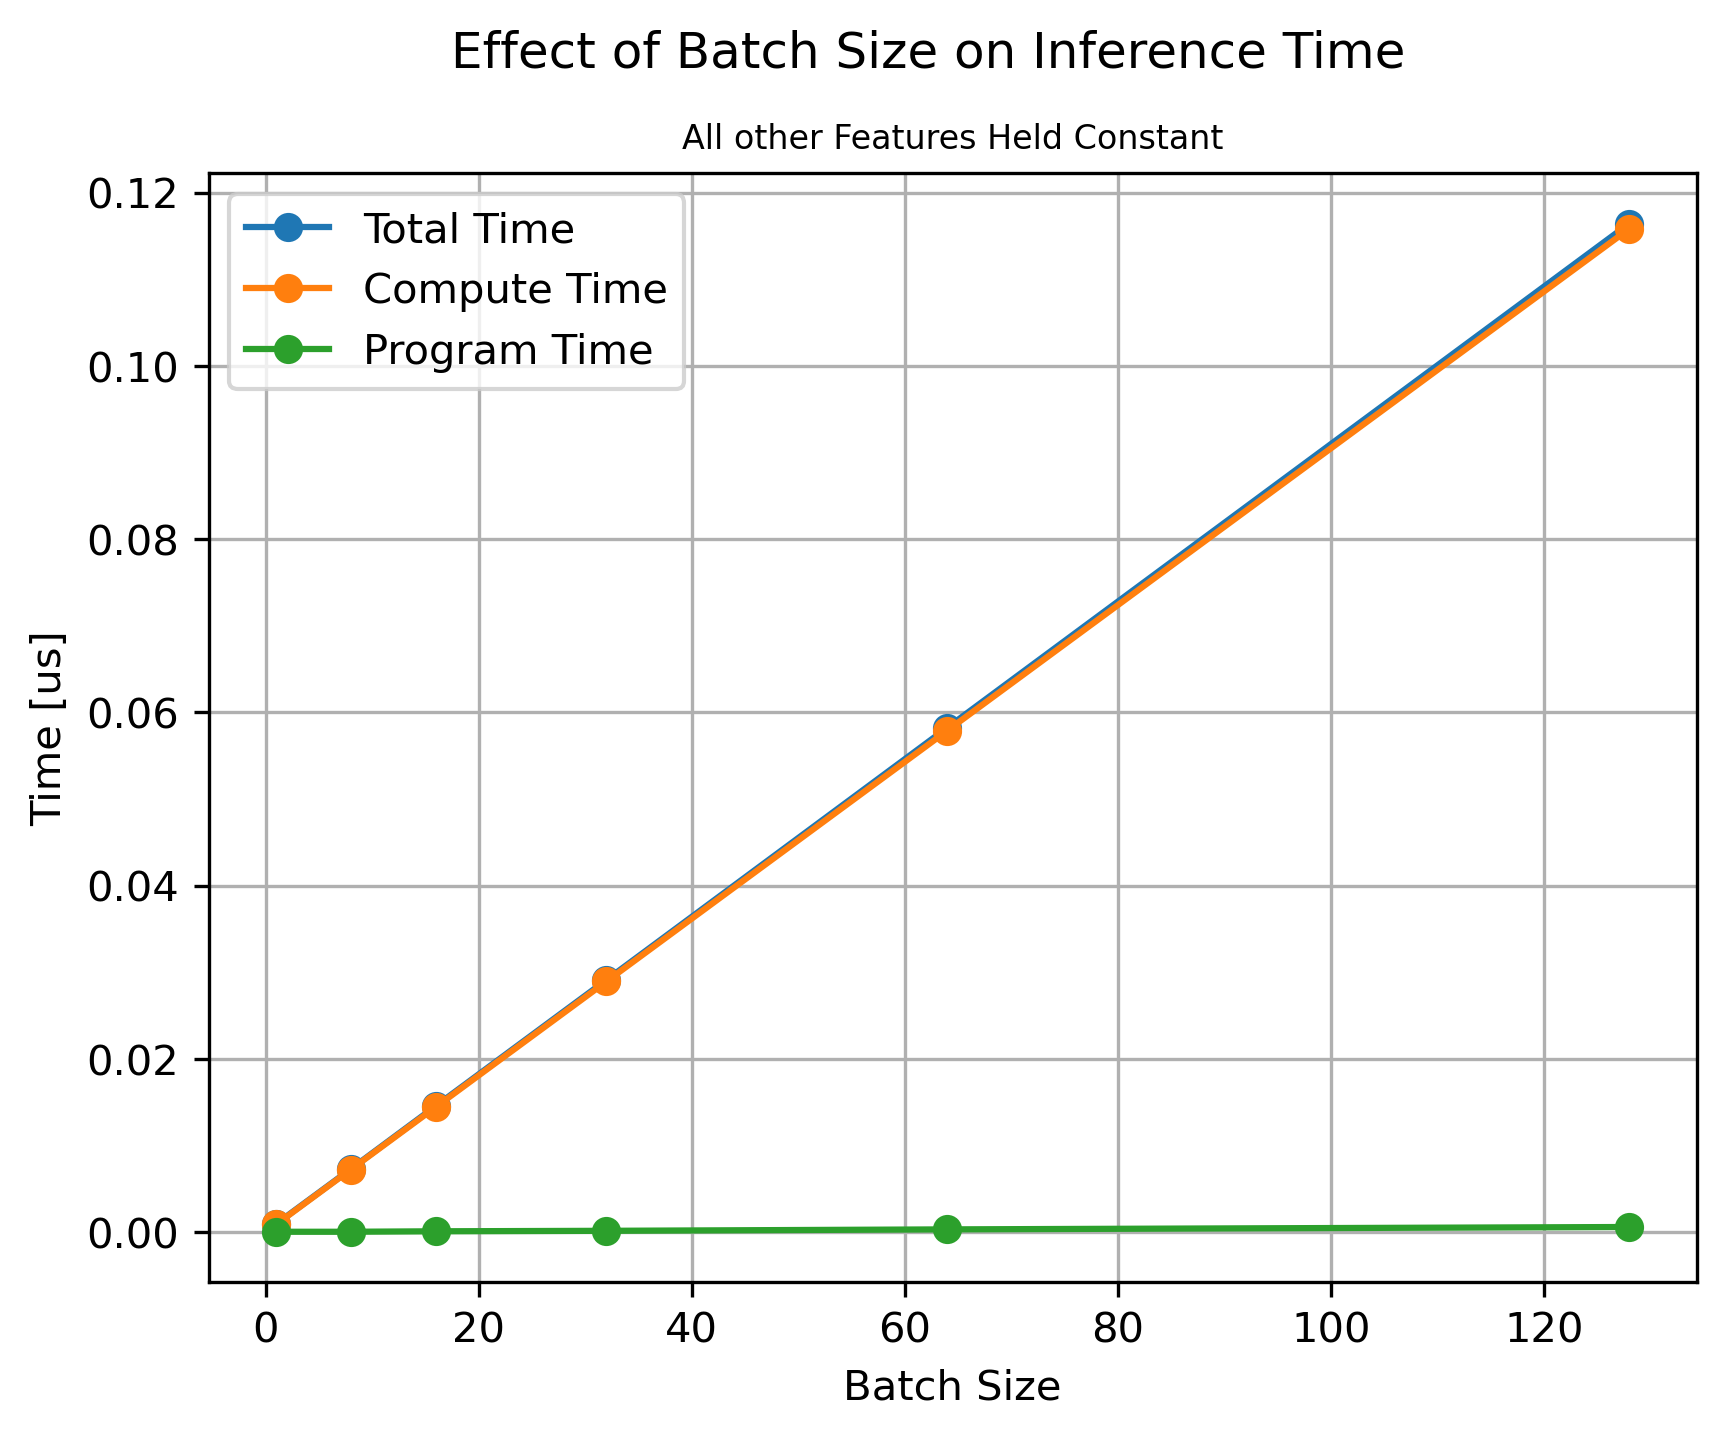 Effect of Batch Size on Inference Time
All other Features Held Constant
Total Time
Compute Time
Program Time
0.12
0.10
0.08
0.06
0.04
0.02
0.00
Time [us]
0 20 40 60 80 100 120
Batch Size